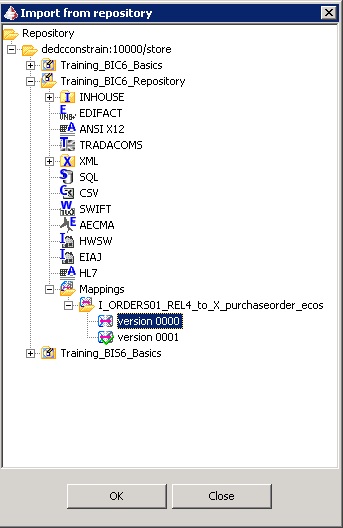 Import from repository
Repository
dedcconstrain:10000/store
Training_BIC6_Basics
Training_BIC6_Repository
INHOUSE
EDIFACT
ANSI X12
TRADACOMS
XML
SQL
CSV
SWIFT
AECMA
HWSW
EIAJ
HL7
Mappings
I_ORDERS01_REL4_to_X_purchaseorder_ecos
version 0000
version 0001
Training_BIS6_Basics
OK
Close